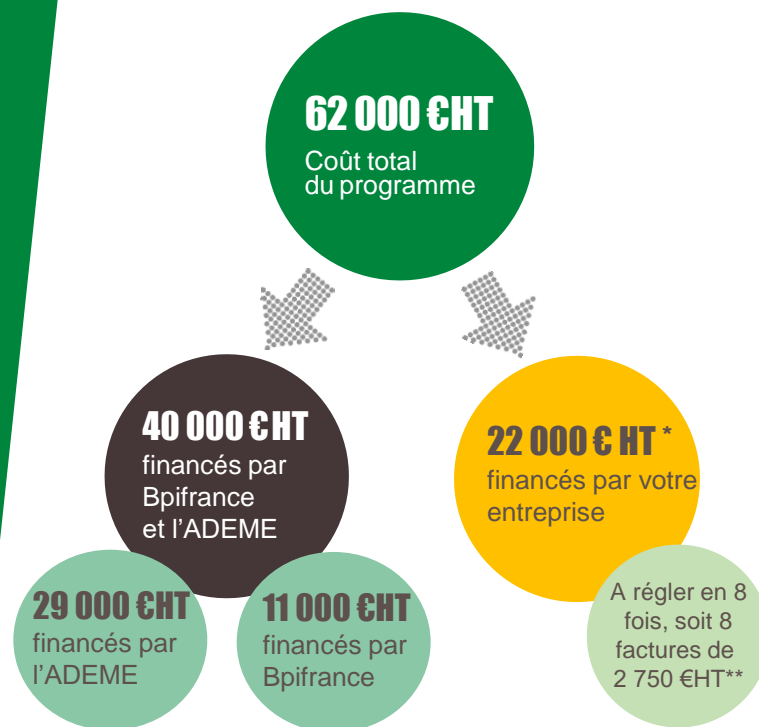 62 000 €HT
Coût total
du programme
40 000 € HT
financés par
Bpifrance
et l’ADEME
22 000 € HT *
financés par votre
entreprise
29 000 €HT
financés par
l’ADEME
11 000 €HT
financés par
Bpifrance
A régler en 8
fois, soit 8
factures de
2 750 €HT**